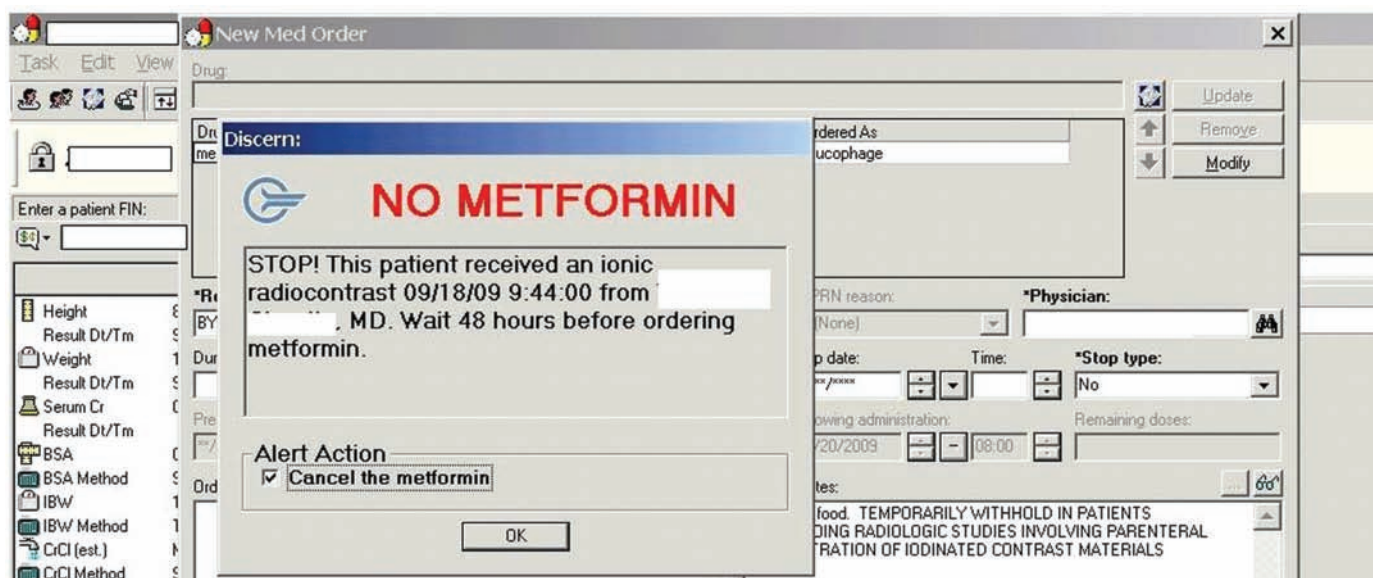 New Med Order
Task Edit View
Drug:
Update
Remove
Modify
Ordered As
Discern:
NO METFORMIN
STOP! This patient received an ionic
radiocontrast 09/18/09 9:44:00 from
, MD. Wait 48 hours before ordering
metformin.
Alert Action
Cancel the metformin
OK
Enter a patient FIN:
Height
Result Dt/Tm
Weight
Result Dt/Tm
Serum Cr
Result Dt/Tm
BSA
BSA Method
IBW
IBW Method
CrCl (est.)
CrCl Method
PRN reason:
*Physician:
(None)
Time:
*Stop type:
No
administration:
Remaining doses:
/20/2009
08:00
food. TEMPORARILY WITHHOLD IN PATIENTS
RADIOLOGIC STUDIES INVOLVING PARENTERAL
OF IODINATED CONTRAST MATERIALS